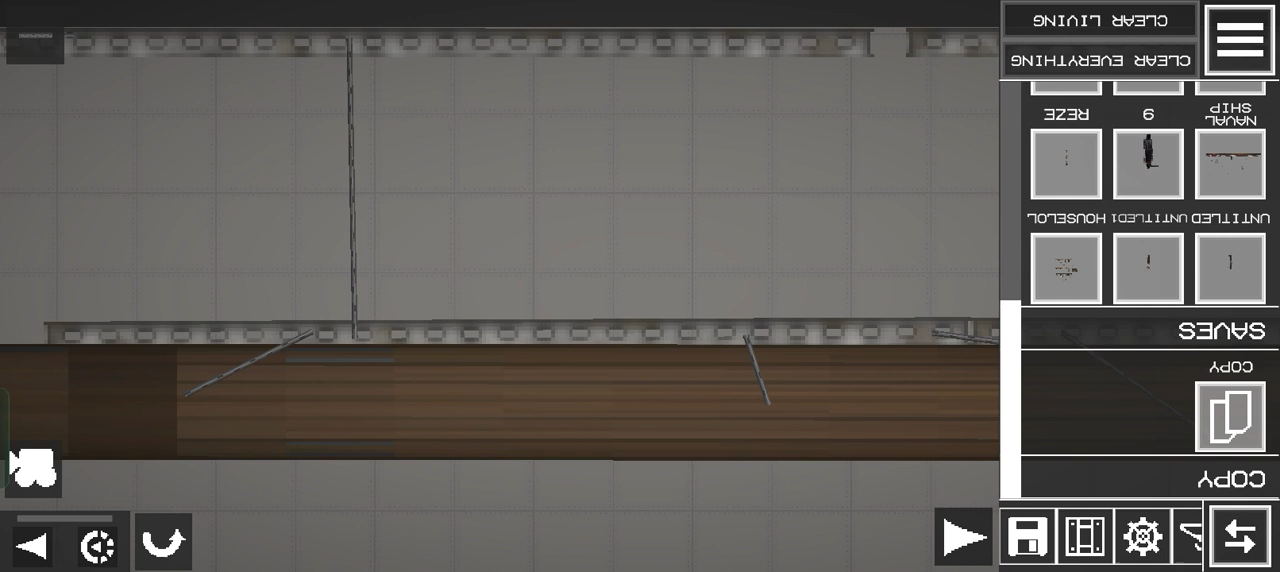 COPY
COPY
SAVES
UNTITLED
UNTITLED1
HOUSELOL
NAVAL
SHIP
9
REZE
CLEAR EVERYTHING
CLEAR LIVING